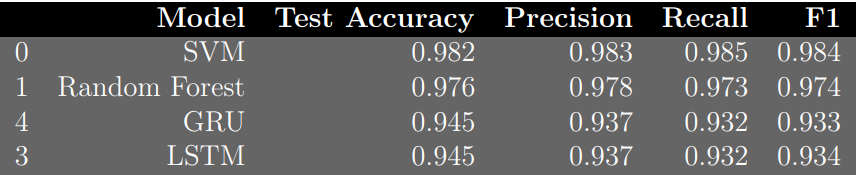 Model Test Accuracy Precision Recall F1
0 SVM 0.982 0.983 0.985 0.984
1 Random Forest 0.976 0.978 0.973 0.974
4 GRU 0.945 0.937 0.932 0.933
3 LSTM 0.945 0.937 0.932 0.934